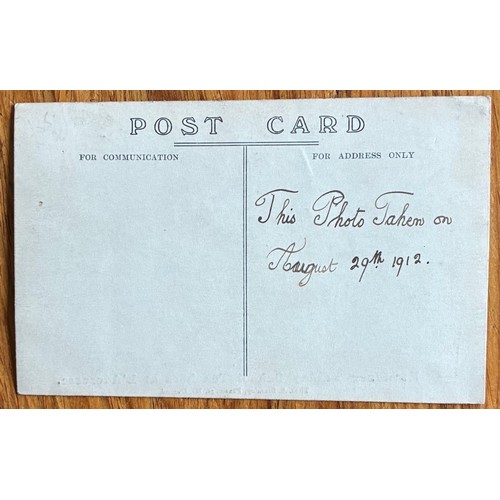 POST CARD
FOR COMMUNICATION
FOR ADDRESS ONLY
This Photo Taken on
August 29th 1912.